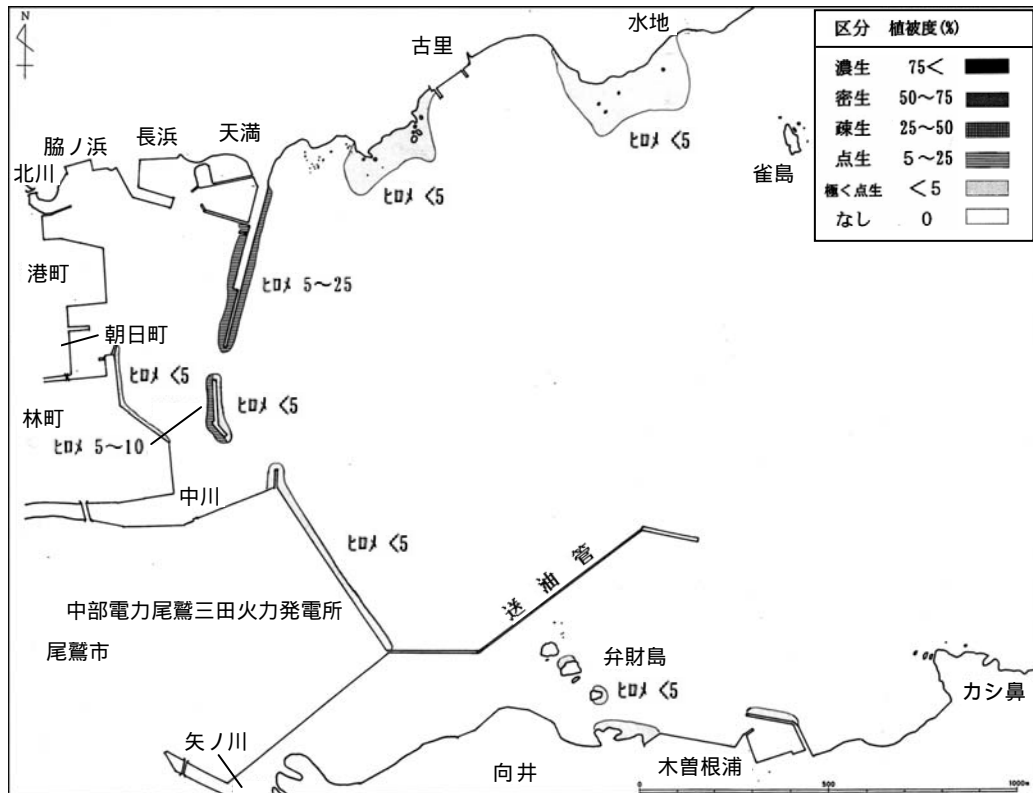 N
水地
古里
区分 植被度(%)
濃生 75<
密生 50~75
疎生 25~50
点生 5~25
極く点生 <5
なし 0
天満
長浜
脇ノ浜
北川
雀島
ヒロメ <5
ヒロメ <5
港町
ヒロメ 5~25
朝日町
ヒロメ <5
ヒロメ <5
林町
ヒロメ 5~10
中川
ヒロメ <5
送油管
中部電力尾鷲三田火力発電所
尾鷲市
弁財島
ヒロメ <5
カシ鼻
矢ノ川
向井
木曽根浦
0 500 1000m